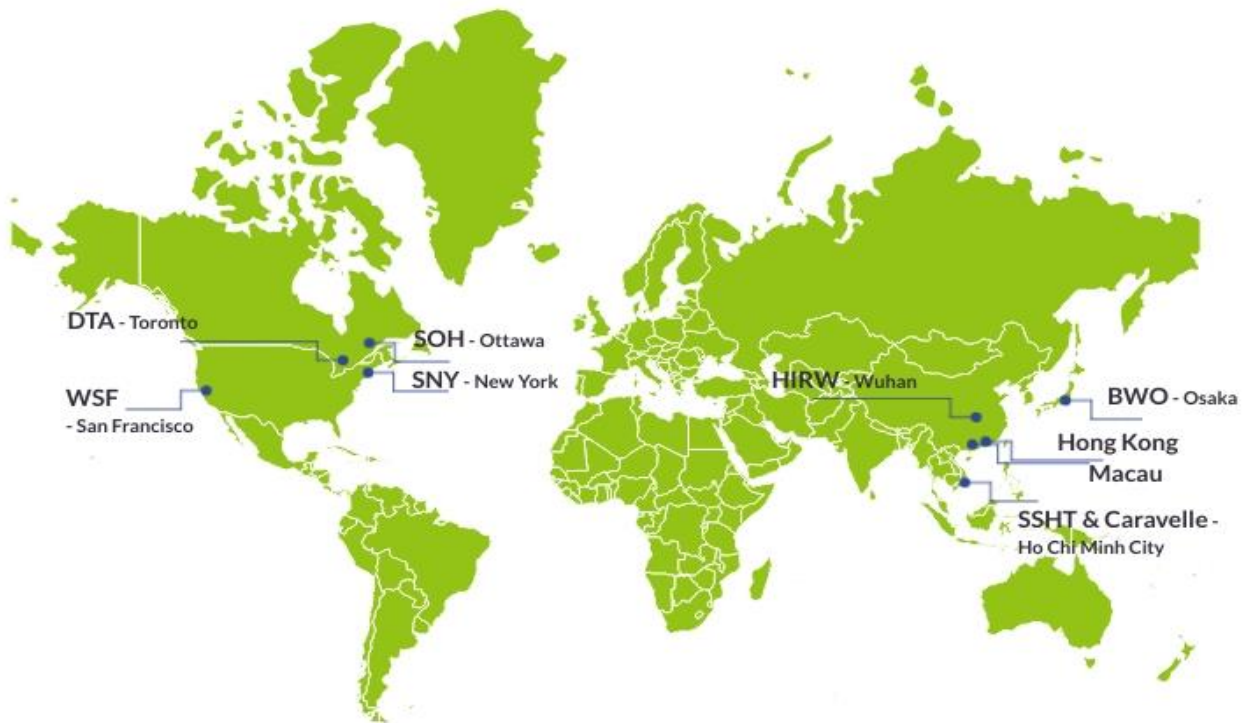 DTA - Toronto
SOH - Ottawa
SNY - New York
WSF
- San Francisco
HIRW - Wuhan
BWO - Osaka
Hong Kong
Macau
SSHT & Caravelle -
Ho Chi Minh City